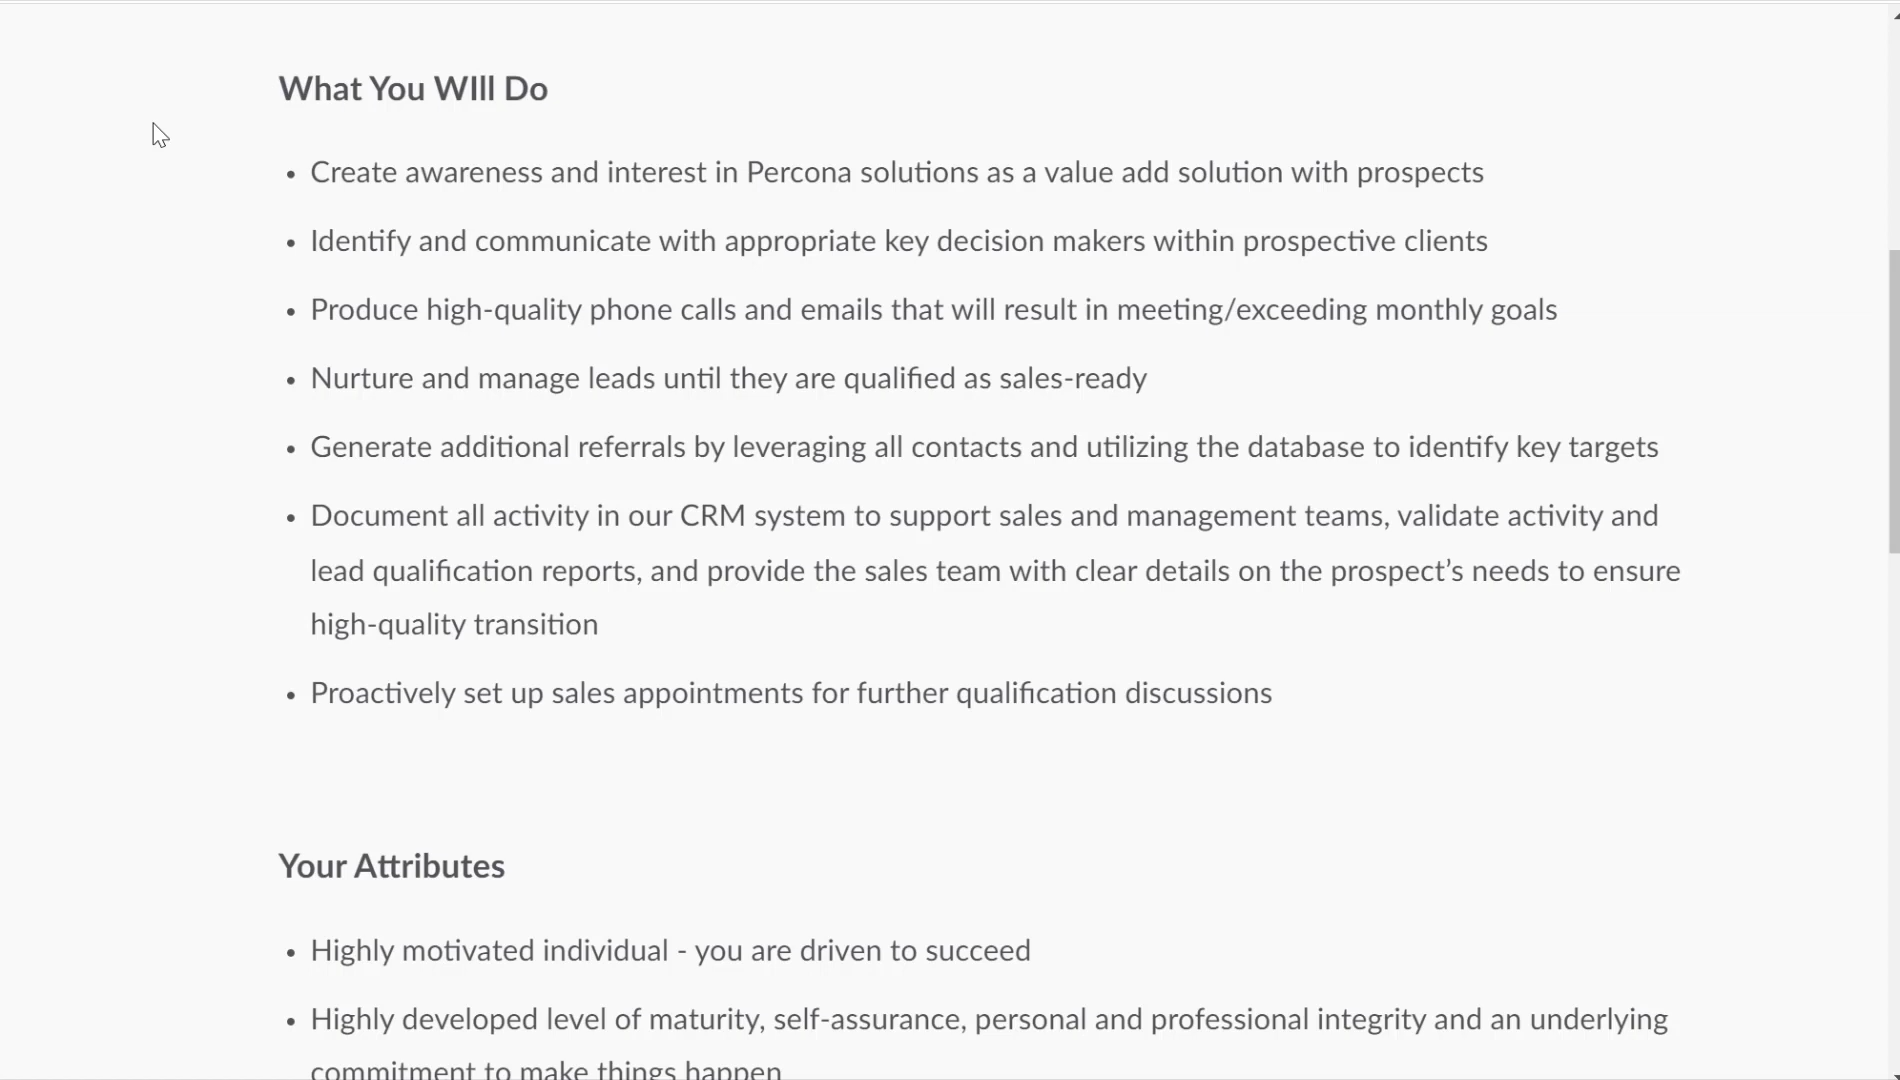 What You WIll Do
• Create awareness and interest in Percona solutions as a value add solution with prospects
• Identify and communicate with appropriate key decision makers within prospective clients
• Produce high-quality phone calls and emails that will result in meeting/exceeding monthly goals
• Nurture and manage leads until they are qualified as sales-ready
• Generate additional referrals by leveraging all contacts and utilizing the database to identify key targets
• Document all activity in our CRM system to support sales and management teams, validate activity and
lead qualification reports, and provide the sales team with clear details on the prospect’s needs to ensure
high-quality transition
• Proactively set up sales appointments for further qualification discussions
Your Attributes
• Highly motivated individual - you are driven to succeed
• Highly developed level of maturity, self-assurance, personal and professional integrity and an underlying
commitment to make things happen